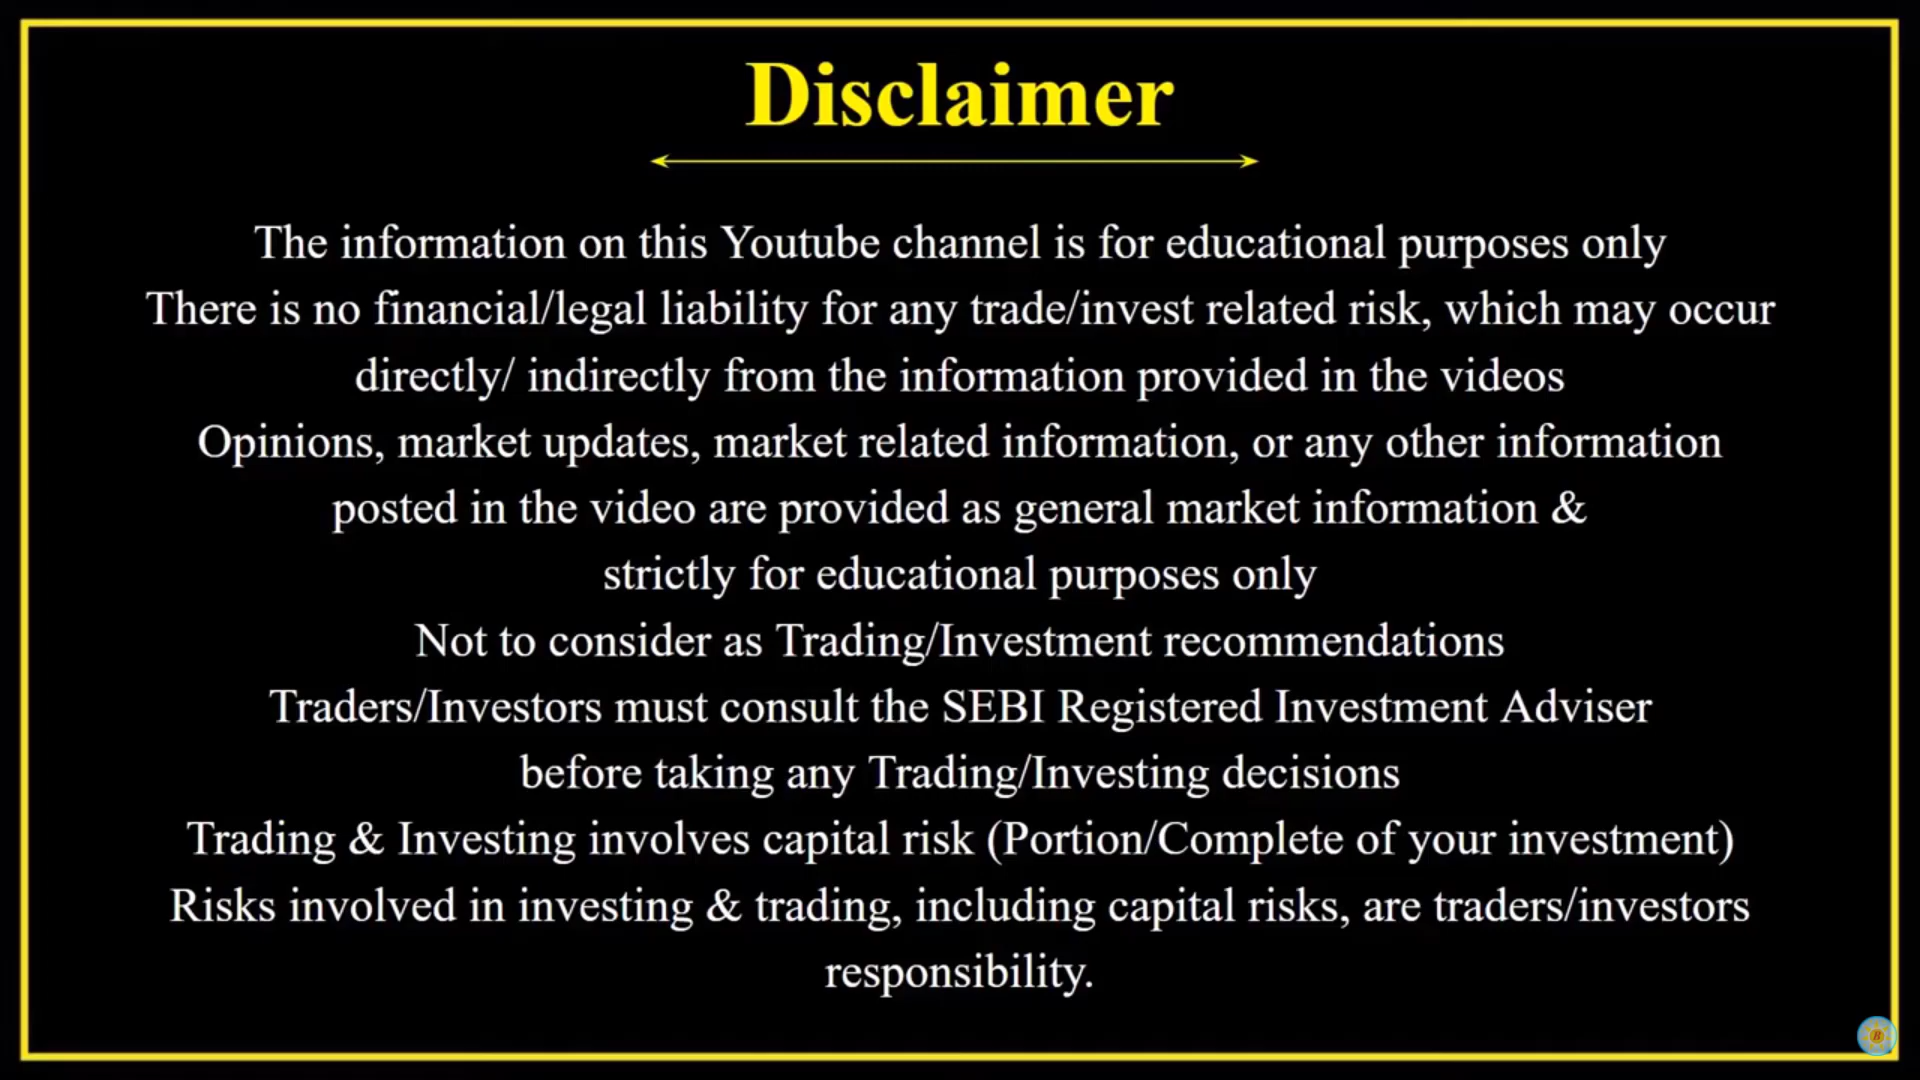 Disclaimer
The information on this Youtube channel is for educational purposes only
There is no financial/legal liability for any trade/invest related risk, which may occur
directly/ indirectly from the information provided in the videos
Opinions, market updates, market related information, or any other information
posted in the video are provided as general market information &
strictly for educational purposes only
Not to consider as Trading/Investment recommendations
Traders/Investors must consult the SEBI Registered Investment Adviser
before taking any Trading/Investing decisions
Trading & Investing involves capital risk (Portion/Complete of your investment)
Risks involved in investing & trading, including capital risks, are traders/investors
responsibility.